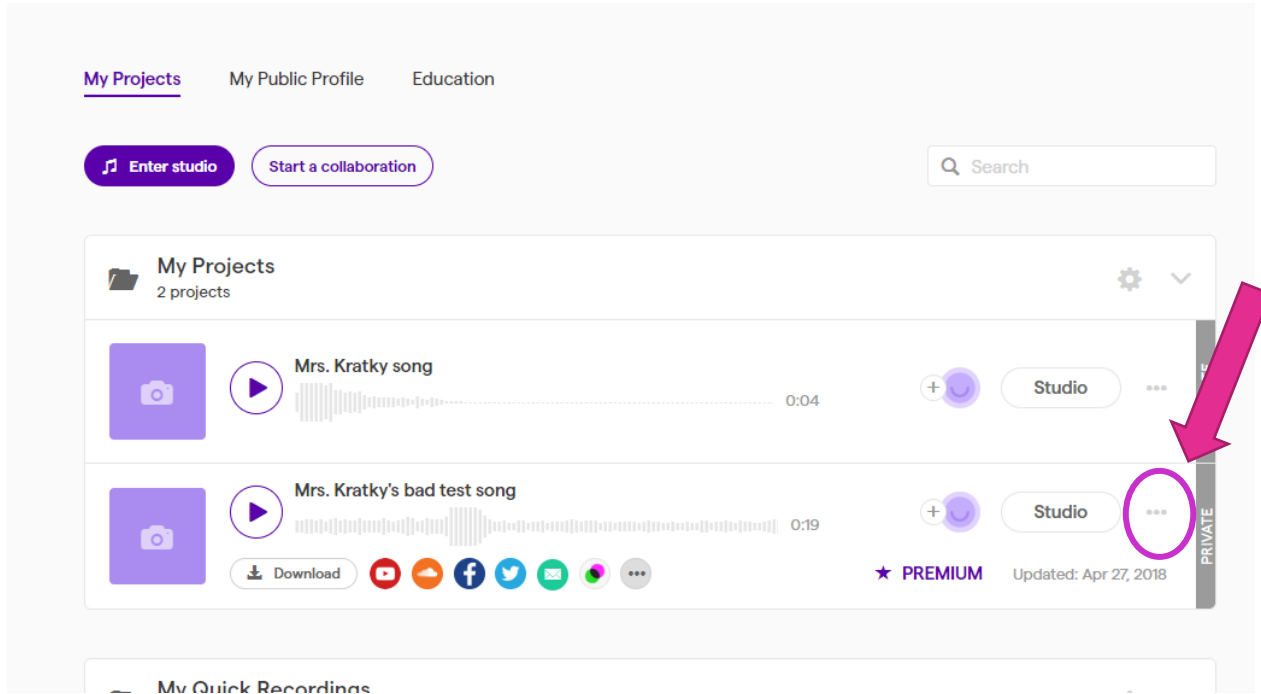 My Projects My Public Profile Education
Enter studio Start a collaboration Search
My Projects
2 projects
Mrs. Kratky song
0:04
Studio
Mrs. Kratky's bad test song
0:19
Studio
PRIVATE
Download
PREMIUM Updated: Apr 27, 2018
My Quick Recordings